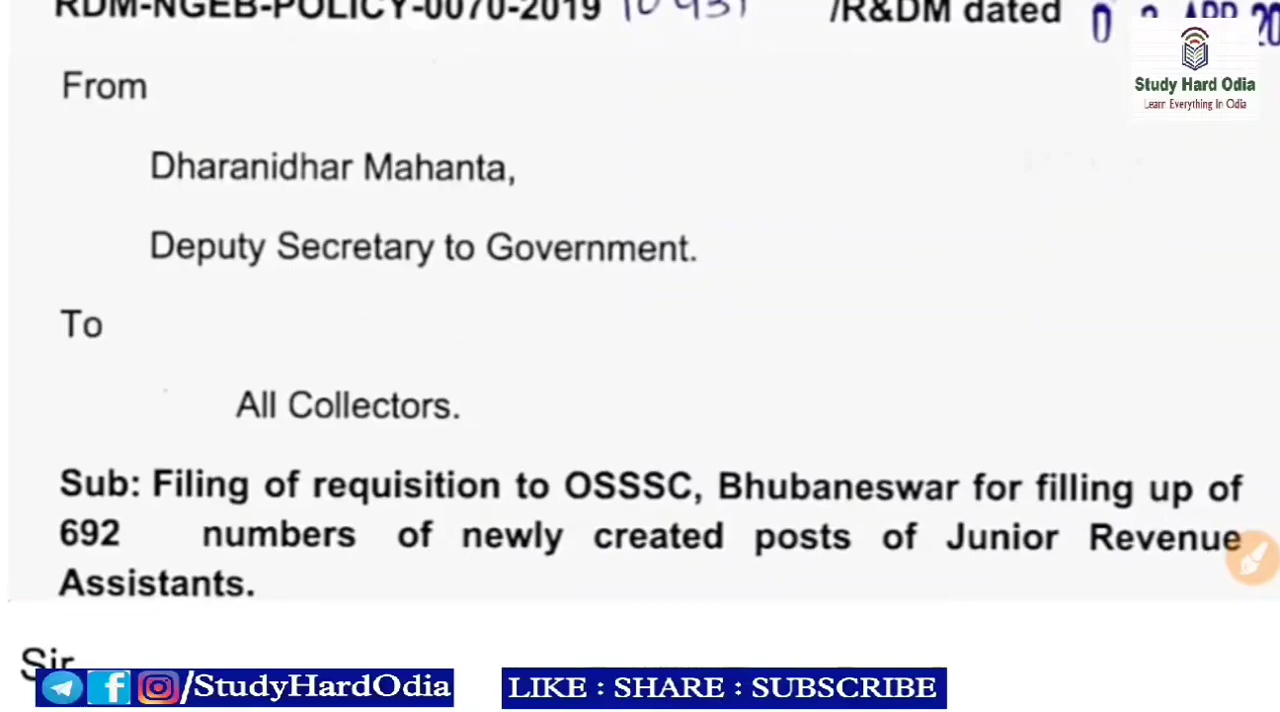 RDM-NGEB-POLICY-0070-2019 /R&DM dated
Study Hard Odia
Learn Everything In Odia
From
Dharanidhar Mahanta,
Deputy Secretary to Government.
To
All Collectors.
Sub: Filing of requisition to OSSSC, Bhubaneswar for filling up of
692 numbers of newly created posts of Junior Revenue
Assistants.
Sir
/StudyHardOdia
LIKE : SHARE : SUBSCRIBE